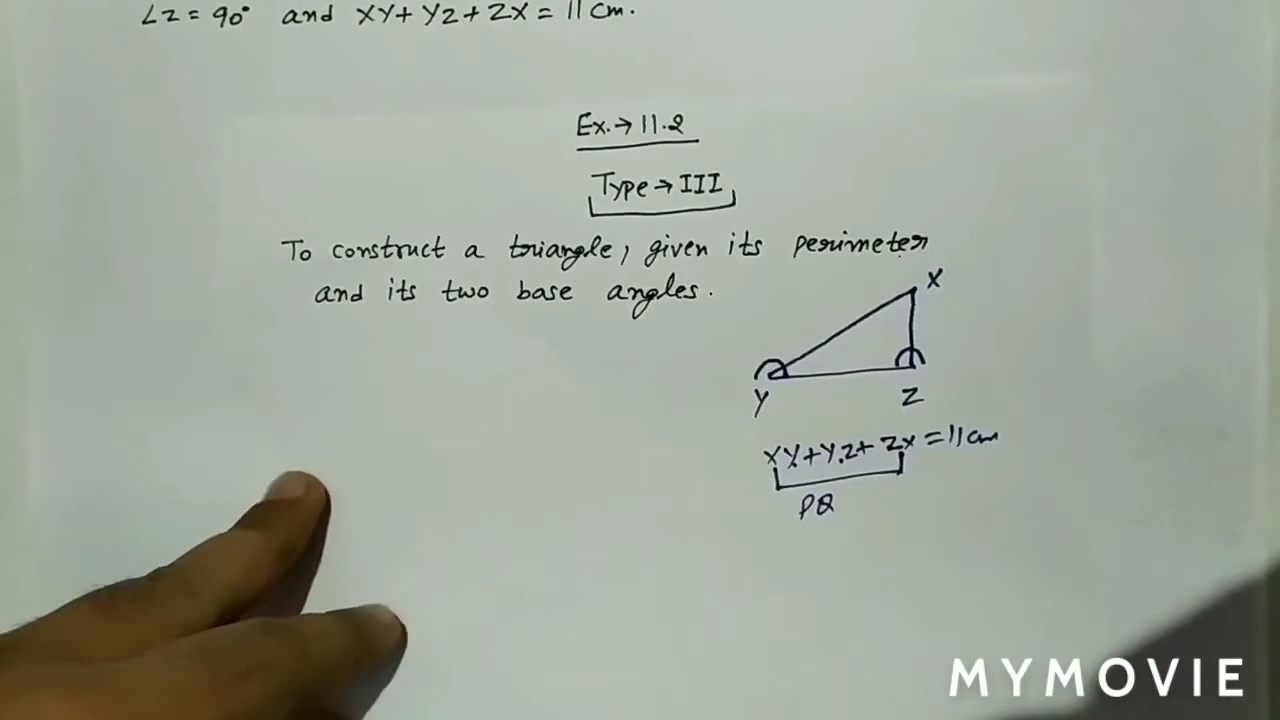 ∠Z = 90° and XY + YZ + ZX = 11 cm.
Ex. → 11.2
Type → III
To construct a triangle, given its perimeter
and its two base angles.
X
Y Z
XY + YZ + ZX = 11 cm
PQ
MYMOVIE